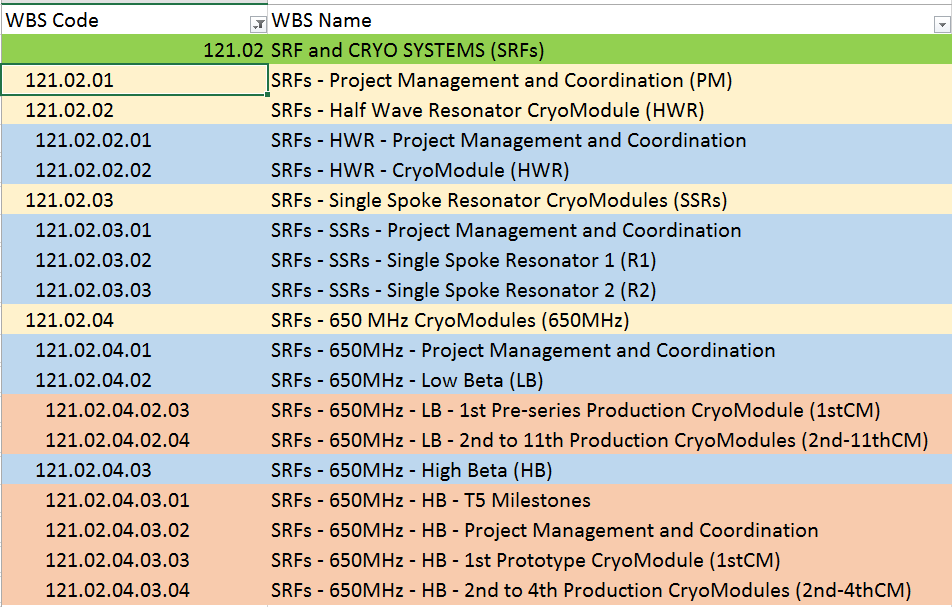 WBS Code WBS Name
121.02 SRF and CRYO SYSTEMS (SRFs)
121.02.01 SRFs - Project Management and Coordination (PM)
121.02.02 SRFs - Half Wave Resonator CryoModule (HWR)
121.02.02.01 SRFs - HWR - Project Management and Coordination
121.02.02.02 SRFs - HWR - CryoModule (HWR)
121.02.03 SRFs - Single Spoke Resonator CryoModules (SSRs)
121.02.03.01 SRFs - SSRs - Project Management and Coordination
121.02.03.02 SRFs - SSRs - Single Spoke Resonator 1 (R1)
121.02.03.03 SRFs - SSRs - Single Spoke Resonator 2 (R2)
121.02.04 SRFs - 650 MHz CryoModules (650MHz)
121.02.04.01 SRFs - 650MHz - Project Management and Coordination
121.02.04.02 SRFs - 650MHz - Low Beta (LB)
121.02.04.02.03 SRFs - 650MHz - LB - 1st Pre-series Production CryoModule (1stCM)
121.02.04.02.04 SRFs - 650MHz - LB - 2nd to 11th Production CryoModules (2nd-11thCM)
121.02.04.03 SRFs - 650MHz - High Beta (HB)
121.02.04.03.01 SRFs - 650MHz - HB - T5 Milestones
121.02.04.03.02 SRFs - 650MHz - HB - Project Management and Coordination
121.02.04.03.03 SRFs - 650MHz - HB - 1st Prototype CryoModule (1stCM)
121.02.04.03.04 SRFs - 650MHz - HB - 2nd to 4th Production CryoModules (2nd-4thCM)